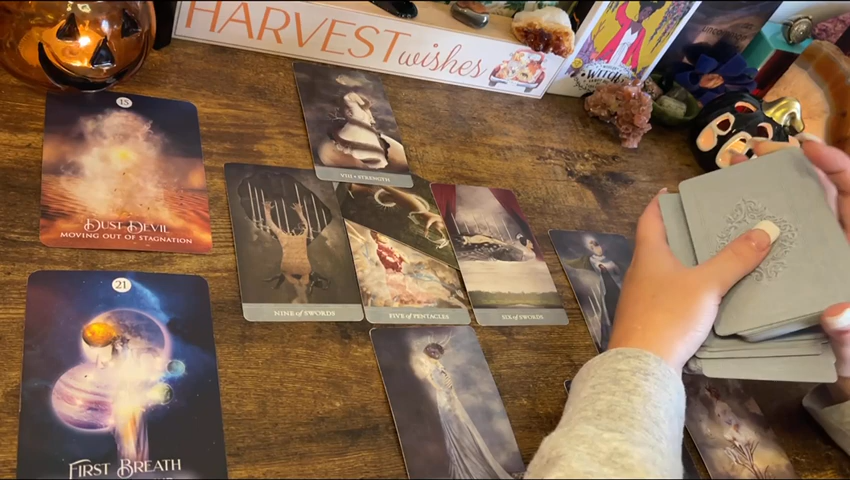 HARVEST wishes
WITCH
15
DUST DEVIL
MOVING OUT OF STAGNATION
VIII • STRENGTH
NINE of SWORDS
FIVE of PENTACLES
SIX of SWORDS
21
FIRST BREATH